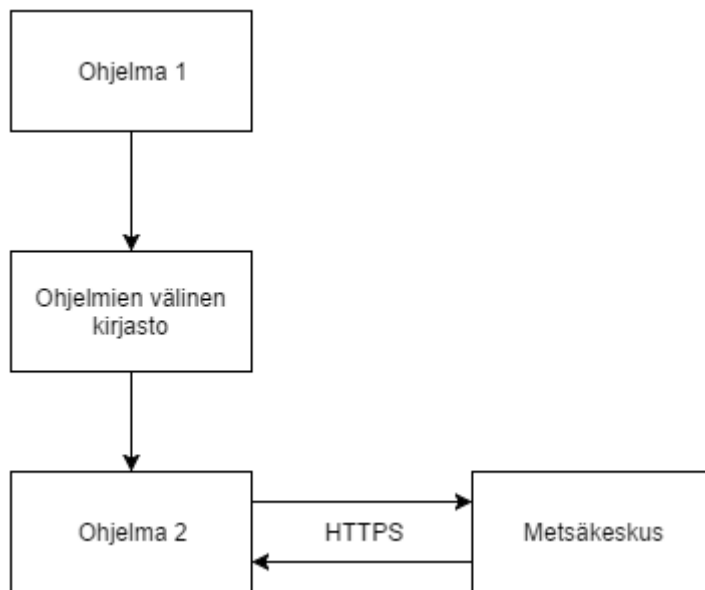 Ohjelma 1
Ohjelmien välinen
kirjasto
Ohjelma 2
HTTPS
Metsäkeskus